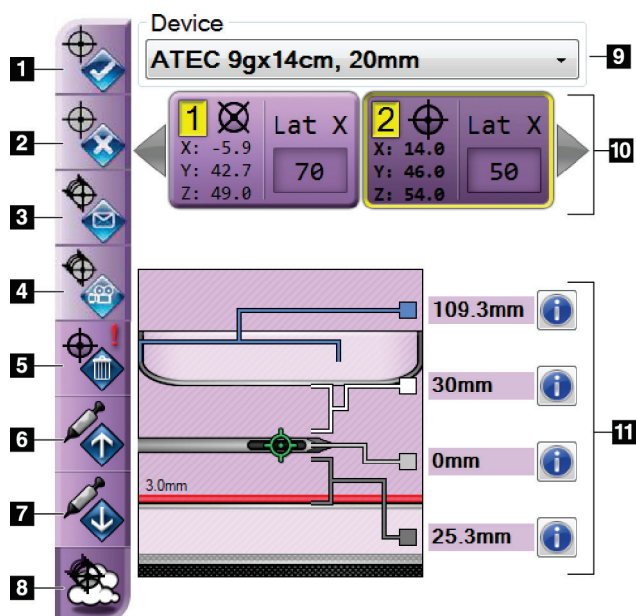 Device
1
ATEC 9gx14cm, 20mm
9
2
1 Lat X
X: -5.9
Y: 42.7 70
Z: 49.0
2 Lat X
X: 14.0
Y: 46.0 50
Z: 54.0
10
3
4
109.3mm
5
!
30mm
6
11
0mm
7
3.0mm
25.3mm
8